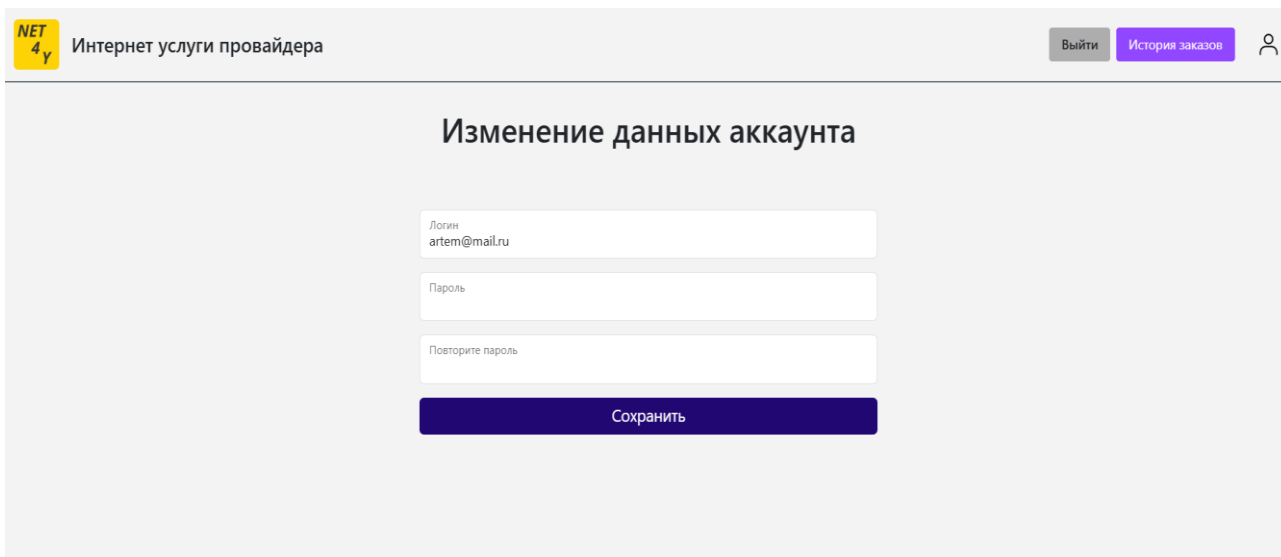 NET
4 Y
Интернет услуги провайдера
Выйти
История заказов
Изменение данных аккаунта
Логин
artem@mail.ru
Пароль
Повторите пароль
Сохранить